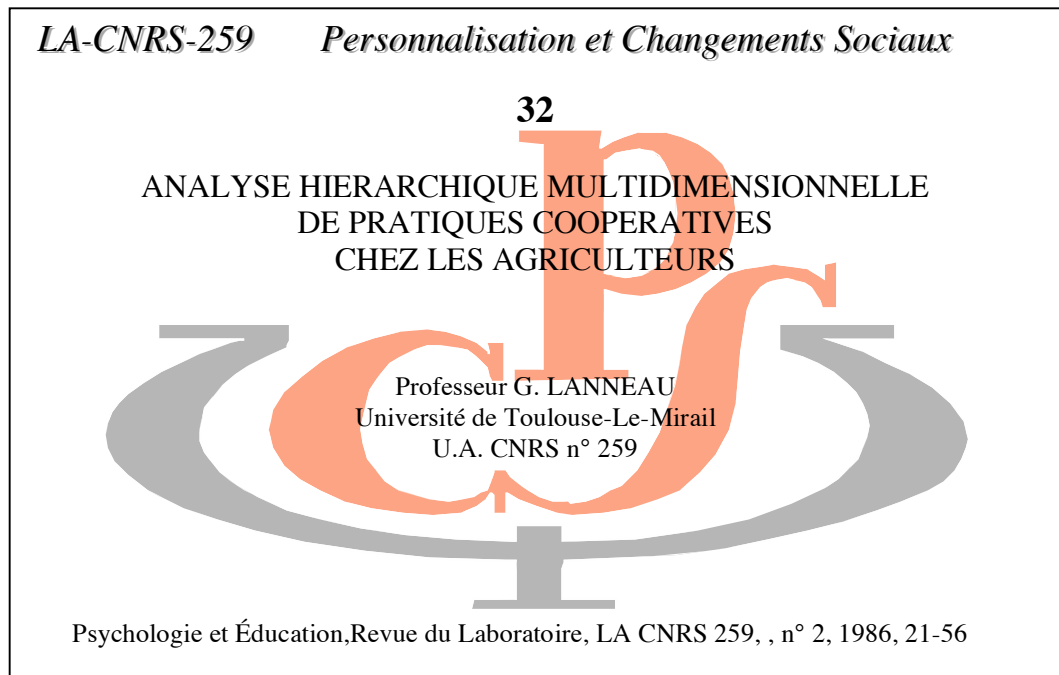 LA-CNRS-259 Personnalisation et Changements Sociaux
32
ANALYSE HIERARCHIQUE MULTIDIMENSIONNELLE
DE PRATIQUES COOPERATIVES
CHEZ LES AGRICULTEURS
Professeur G. LANNEAU
Université de Toulouse-Le-Mirail
U.A. CNRS n° 259
Psychologie et Éducation,Revue du Laboratoire, LA CNRS 259, , n° 2, 1986, 21-56